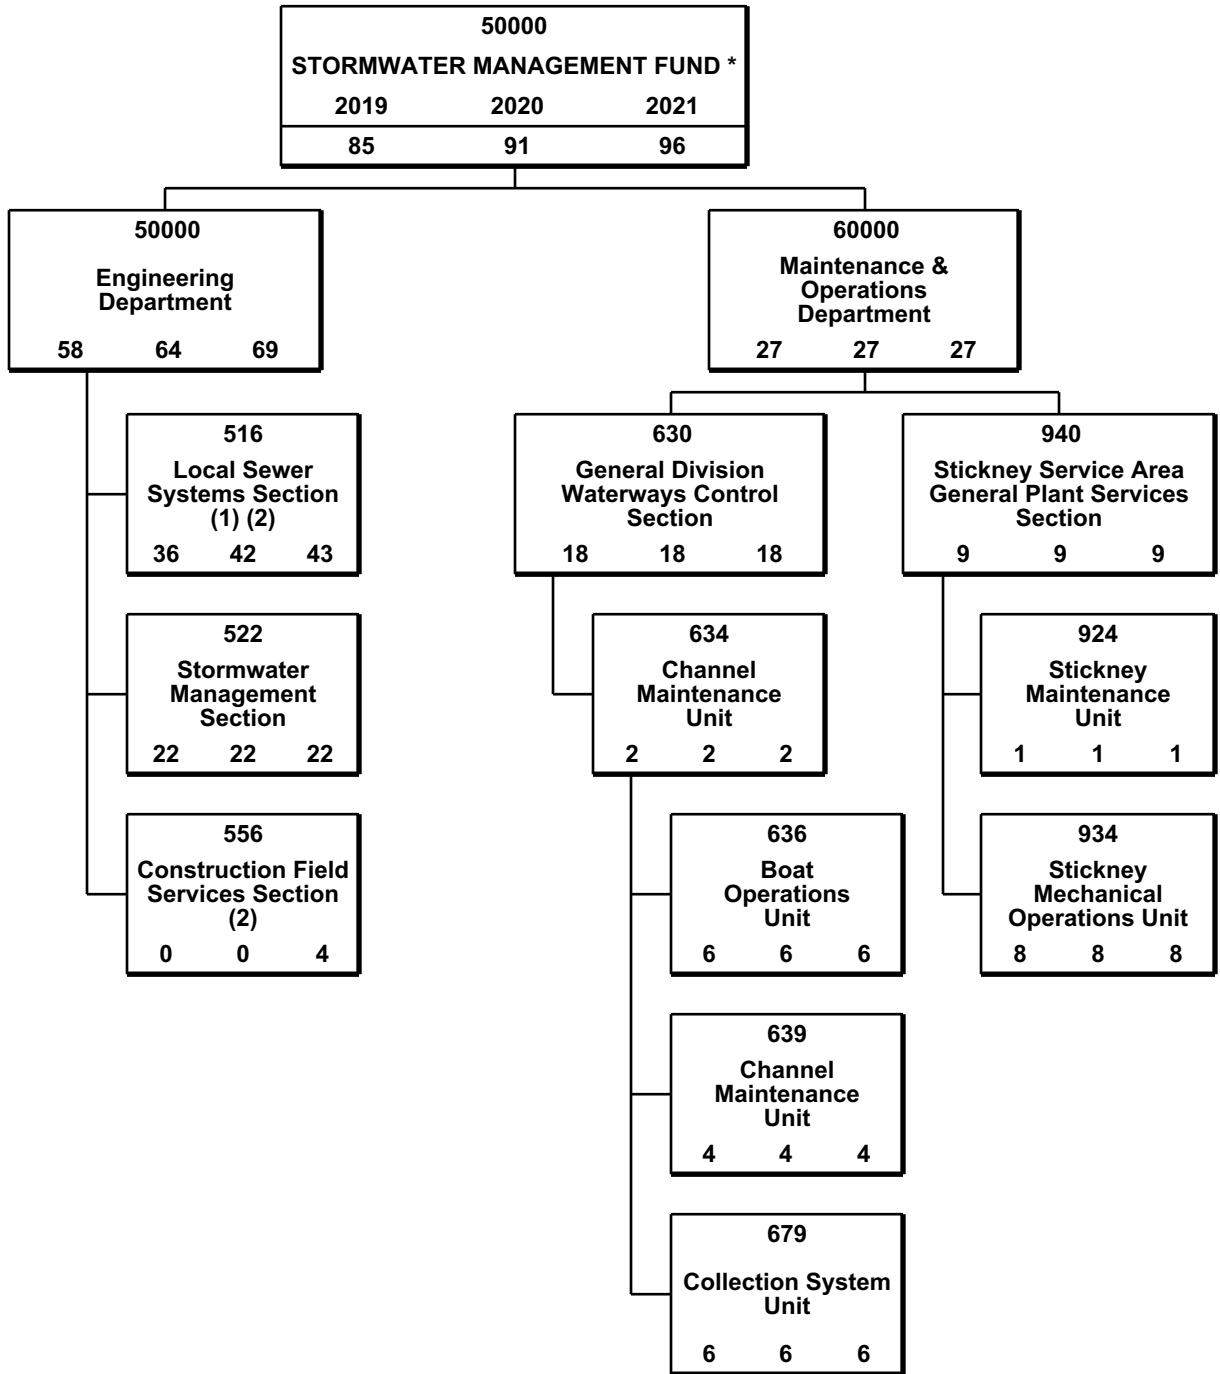 50000
STORMWATER MANAGEMENT FUND *
2019 2020 2021
85 91 96
50000
Engineering
Department
58 64 69
60000
Maintenance &
Operations
Department
27 27 27
516
Local Sewer
Systems Section
(1) (2)
36 42 43
522
Stormwater
Management
Section
22 22 22
556
Construction Field
Services Section
(2)
0 0 4
630
General Division
Waterways Control
Section
18 18 18
634
Channel
Maintenance
Unit
2 2 2
636
Boat
Operations
Unit
6 6 6
639
Channel
Maintenance
Unit
4 4 4
679
Collection System
Unit
6 6 6
940
Stickney Service Area
General Plant Services
Section
9 9 9
924
Stickney
Maintenance
Unit
1 1 1
934
Stickney
Mechanical
Operations Unit
8 8 8